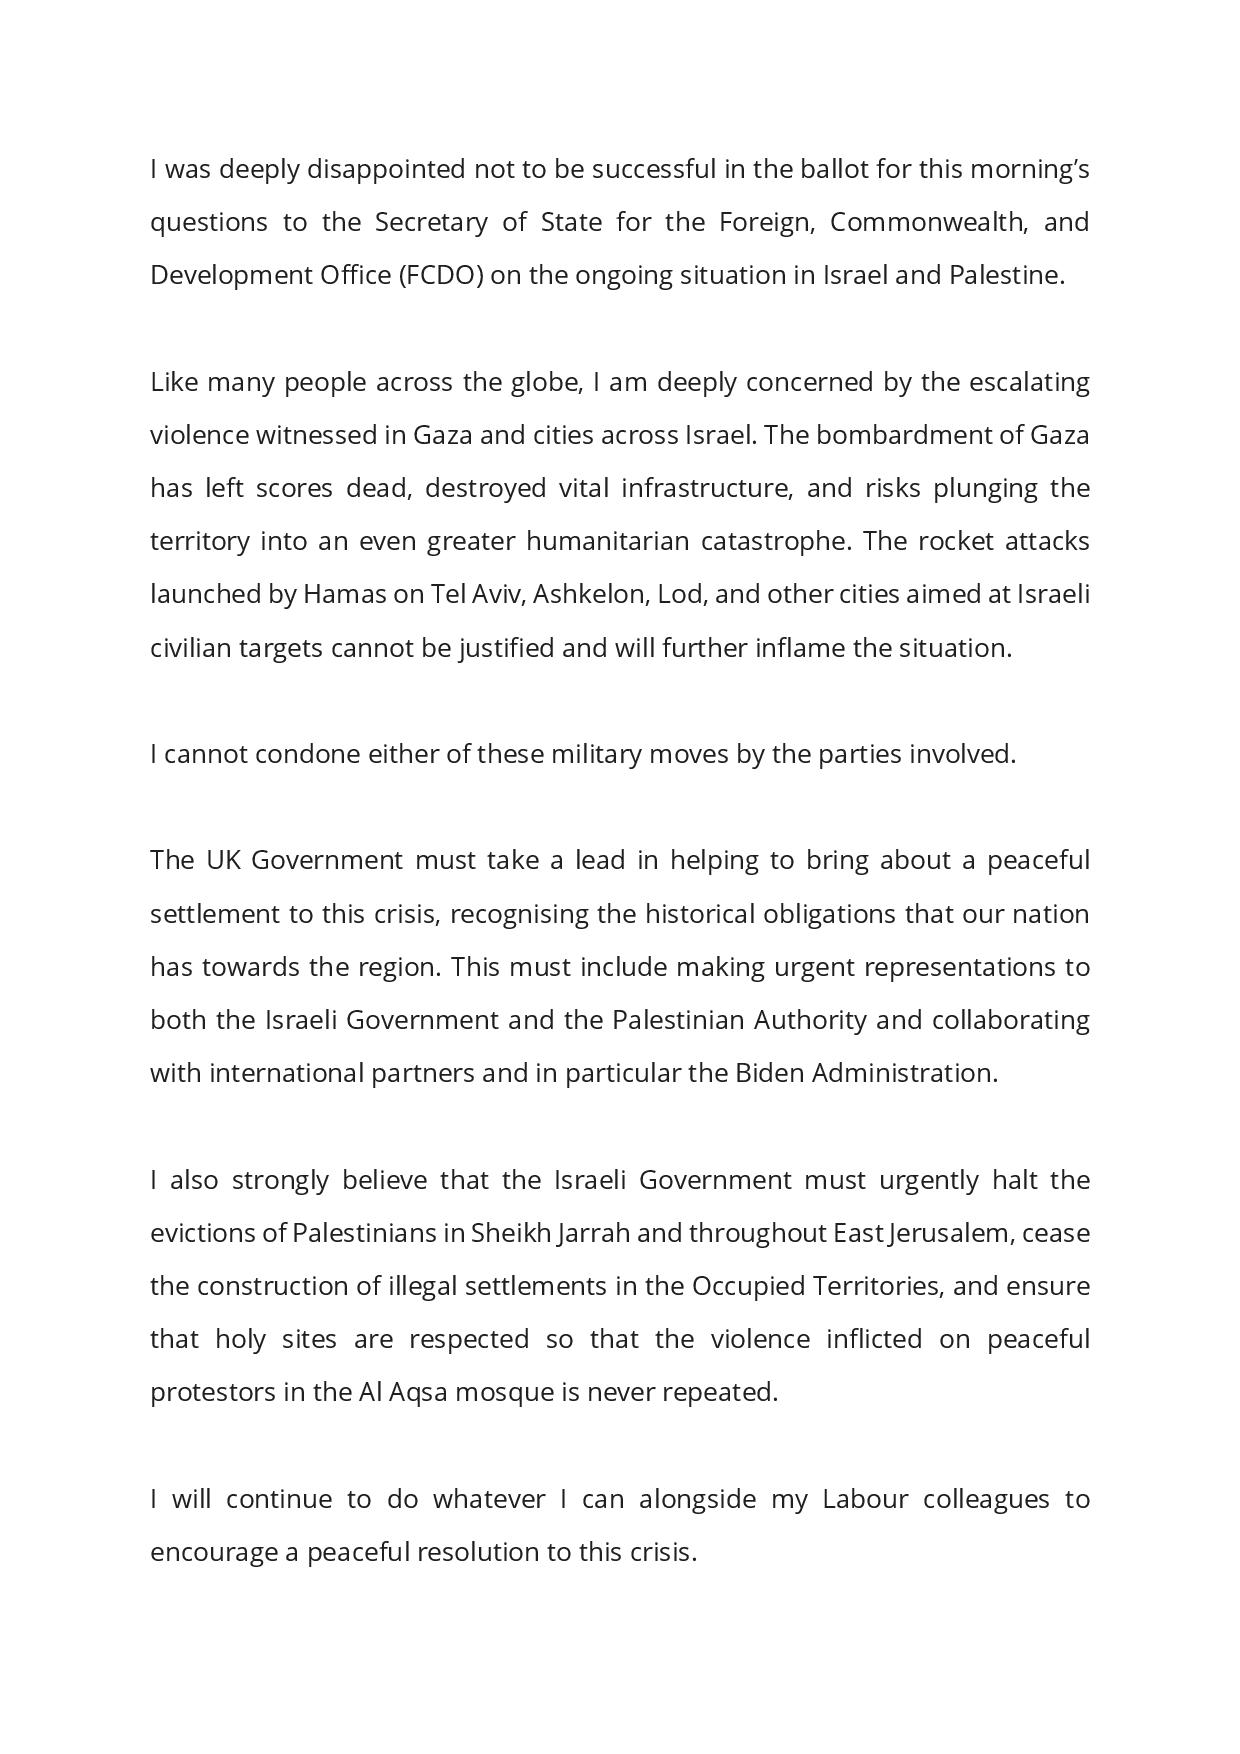 I was deeply disappointed not to be successful in the ballot for this morning’s
questions to the Secretary of State for the Foreign, Commonwealth, and
Development Office (FCDO) on the ongoing situation in Israel and Palestine.
Like many people across the globe, I am deeply concerned by the escalating
violence witnessed in Gaza and cities across Israel. The bombardment of Gaza
has left scores dead, destroyed vital infrastructure, and risks plunging the
territory into an even greater humanitarian catastrophe. The rocket attacks
launched by Hamas on Tel Aviv, Ashkelon, Lod, and other cities aimed at Israeli
civilian targets cannot be justified and will further inflame the situation.
I cannot condone either of these military moves by the parties involved.
The UK Government must take a lead in helping to bring about a peaceful
settlement to this crisis, recognising the historical obligations that our nation
has towards the region. This must include making urgent representations to
both the Israeli Government and the Palestinian Authority and collaborating
with international partners and in particular the Biden Administration.
I also strongly believe that the Israeli Government must urgently halt the
evictions of Palestinians in Sheikh Jarrah and throughout East Jerusalem, cease
the construction of illegal settlements in the Occupied Territories, and ensure
that holy sites are respected so that the violence inflicted on peaceful
protestors in the Al Aqsa mosque is never repeated.
I will continue to do whatever I can alongside my Labour colleagues to
encourage a peaceful resolution to this crisis.